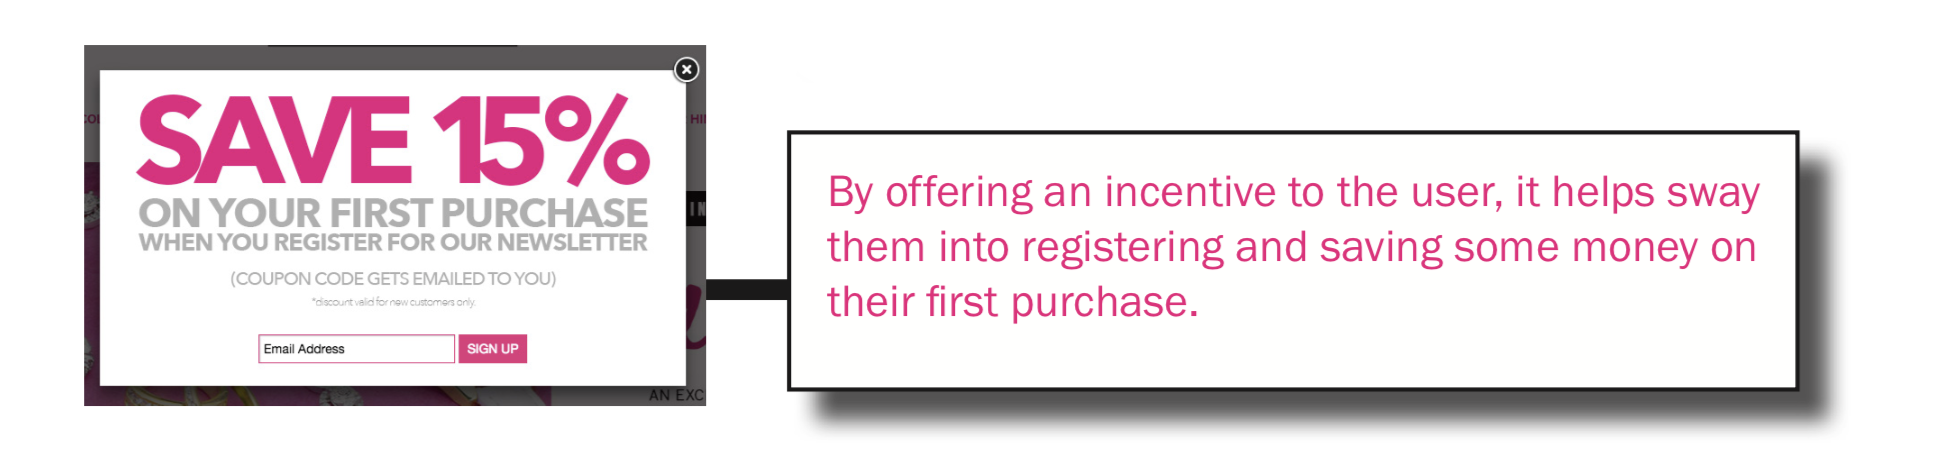 SAVE 15%
ON YOUR FIRST PURCHASE
WHEN YOU REGISTER FOR OUR NEWSLETTER
(COUPON CODE GETS EMAILED TO YOU)
*discount valid for new customers only.
Email Address
SIGN UP
AN EXC
By offering an incentive to the user, it helps sway
them into registering and saving some money on
their first purchase.